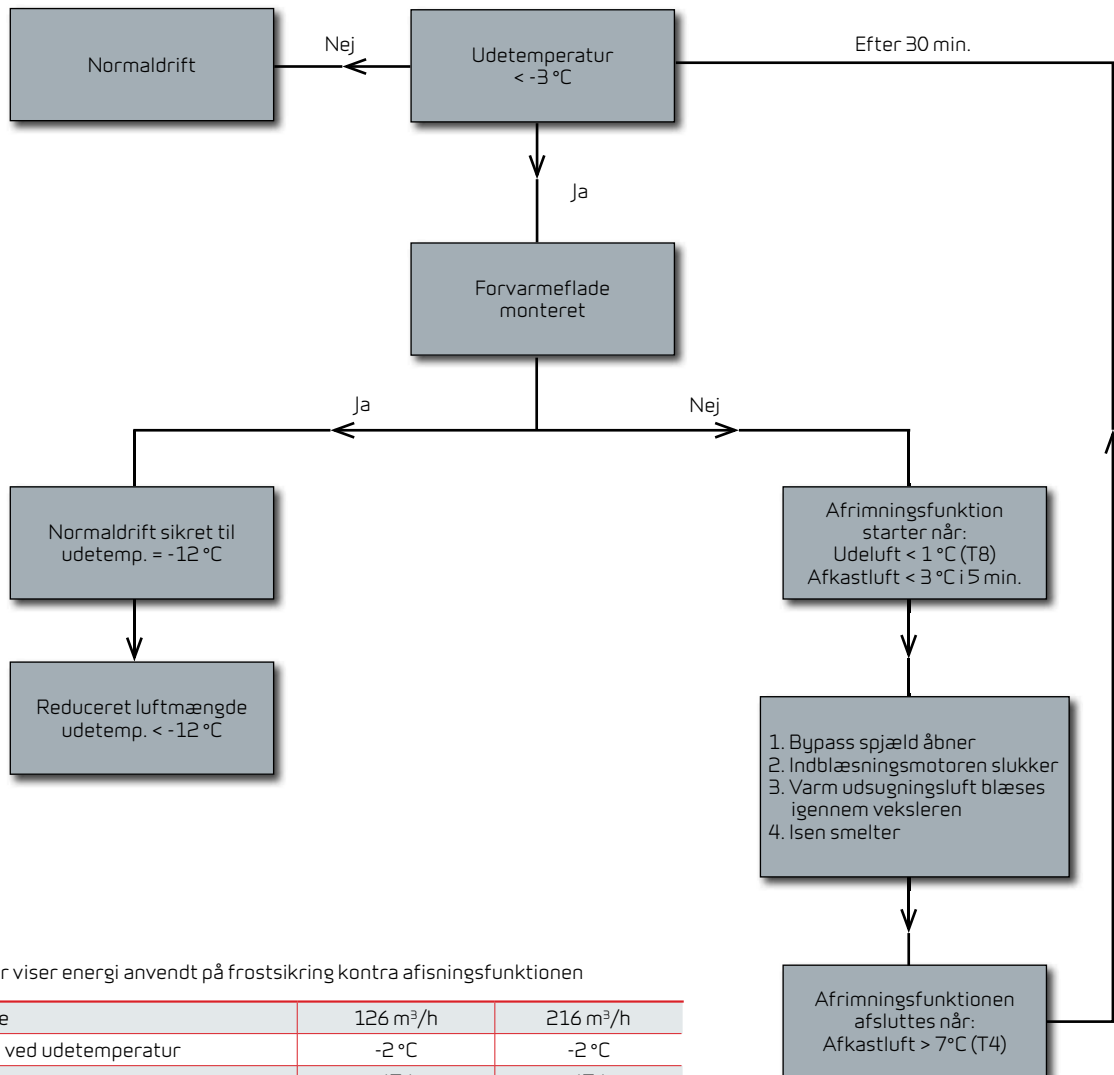 Normaldrift
Nej
Udetemperatur
< -3 °C
Efter 30 min.
Ja
Forvarmeflade
monteret
Ja
Nej
Normaldrift sikret til
udetemp. = -12 °C
Reduceret luftmængde
udetemp. < -12 °C
Afrimningsfunktion
starter når:
Udeluft < 1 °C (T8)
Afkastluft < 3 °C i 5 min.
1. Bypass spjæld åbner
2. Indblæsningsmotoren slukker
3. Varm udsugningsluft blæses
igennem veksleren
4. Isen smelter
Afrimningsfunktionen
afsluttes når:
Afkastluft > 7°C (T4)
viser energi anvendt på frostsikring kontra afisningsfunktionen
126 m³/h 216 m³/h
ved udetemperatur -2 °C -2 °C